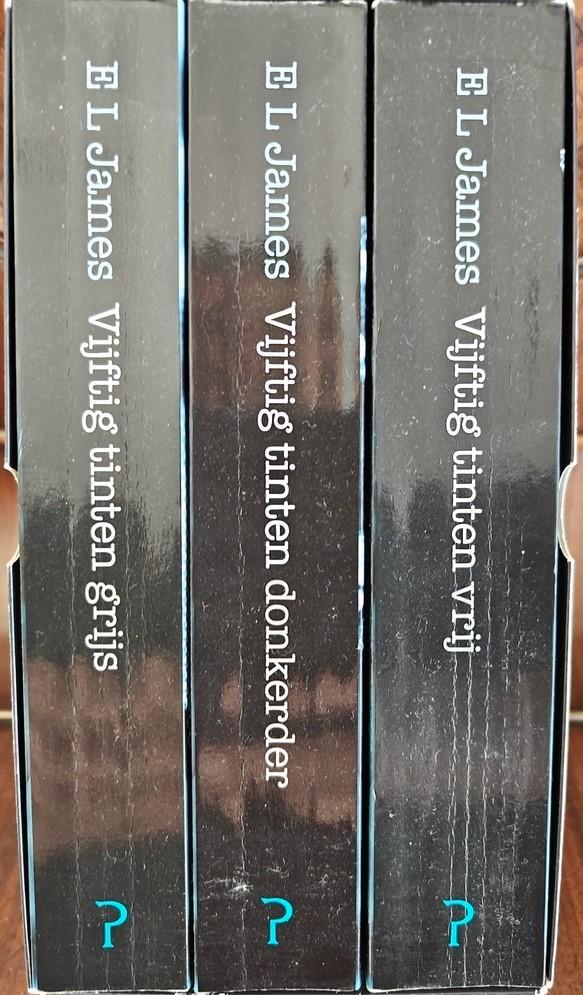 E L James Vijftig tinten grijs
E L James Vijftig tinten donkerder
E L James Vijftig tinten vrij